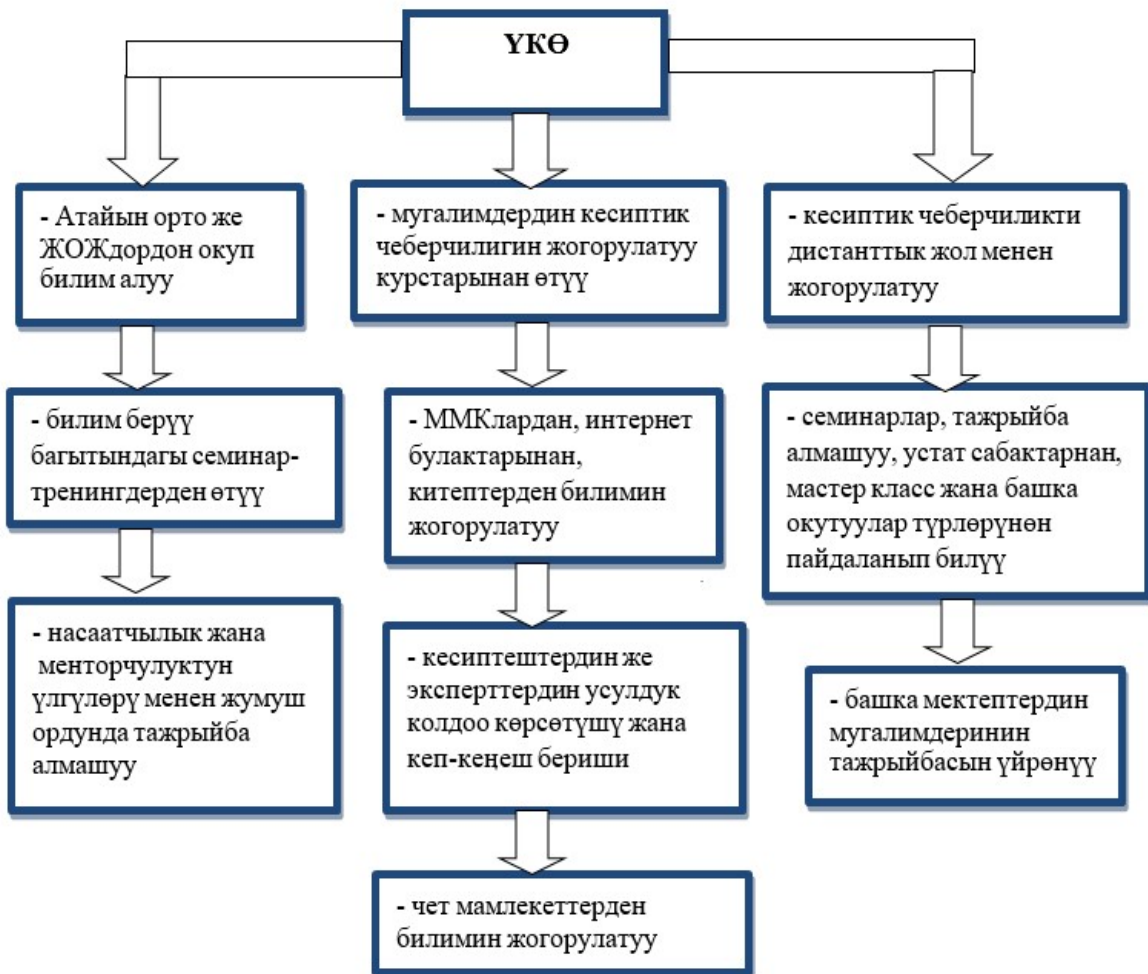 ҮКӨ
- Атайын орто же
ЖОЖдордон окуп
билим алуу
- билим берүү
багытындагы семинар-
тренингдерден өтүү
- насаатчылык жана
менторчулуктун
үлгүлөрү менен жумуш
ордунда тажрыйба
алмашуу
- мугалимдердин кесиптик
чеберчилигин жогорулатуу
курстарынан өтүү
- ММКлардан, интернет
булактарынан,
китептерден билимин
жогорулатуу
- кесиптештердин же
эксперттердин усулдук
колдоо көрсөтүшү жана
кеп-кеңеш бериши
- чет мамлекеттерден
билимин жогорулатуу
- кесиптик чеберчиликти
дистанттык жол менен
жогорулатуу
- семинарлар, тажрыйба
алмашуу, устат сабактарнан,
мастер класс жана башка
окутуулар түрлөрүнөн
пайдаланып билүү
- башка мектептердин
мугалимдеринин
тажрыйбасын үйрөнүү